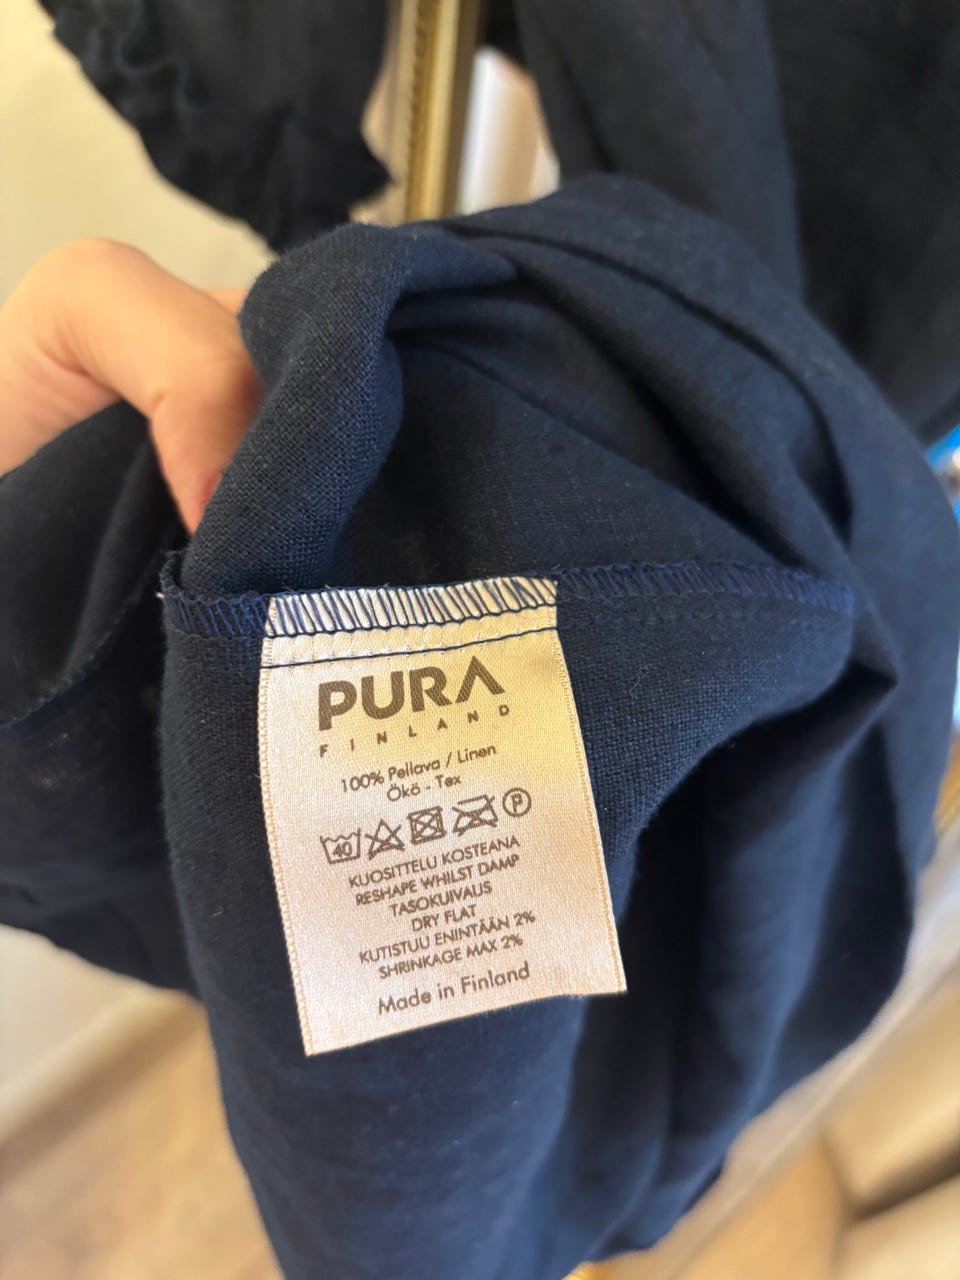 PURA
FINLAND
100% Pellava / Linen
Ökö - Tex
40 P
KUOSITTELU KOSTEANA
RESHAPE WHILST DAMP
TASOKUIVAUS
DRY FLAT
KUTISTUU ENINTÄÄN 2%
SHRINKAGE MAX 2%
Made in Finland